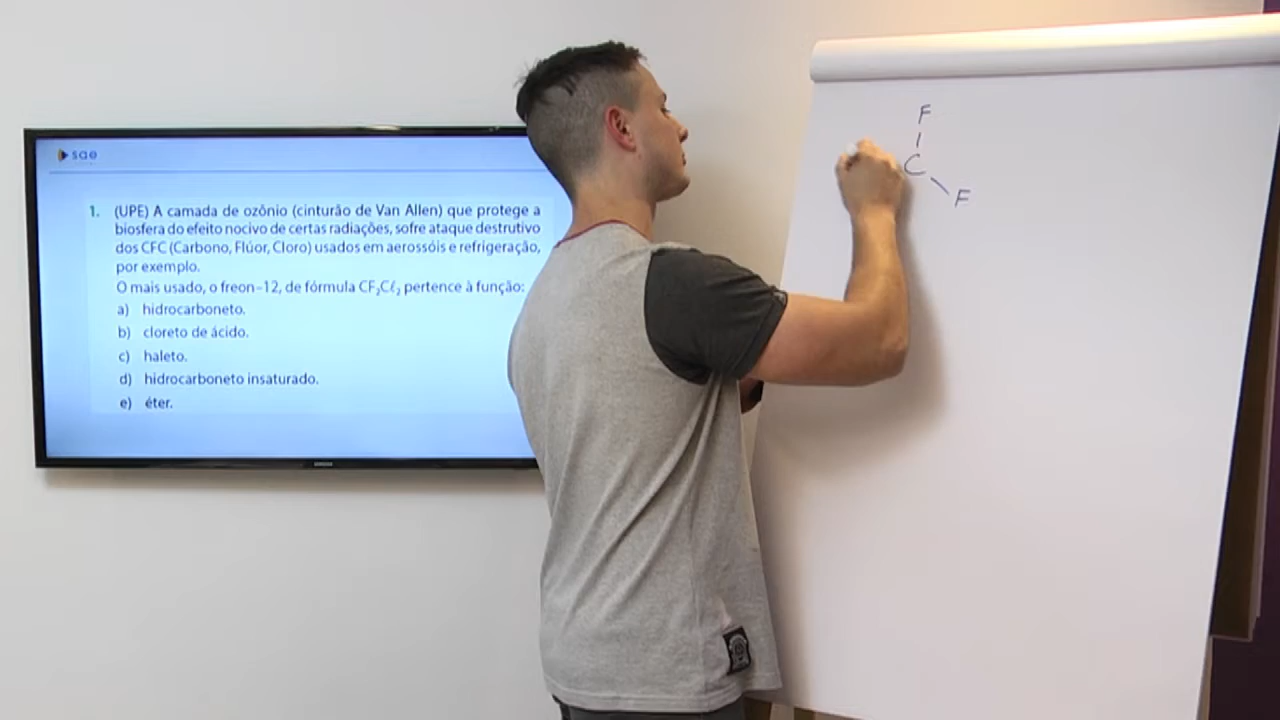 sae
1. (UPE) A camada de ozônio (cinturão de Van Allen) que protege a
biosfera do efeito nocivo de certas radiações, sofre ataque destrutivo
dos CFC (Carbono, Flúor, Cloro) usados em aerossóis e refrigeração,
por exemplo.
O mais usado, o freon-12, de fórmula CF₂Cℓ₂ pertence à função:
a) hidrocarboneto.
b) cloreto de ácido.
c) haleto.
d) hidrocarboneto insaturado.
e) éter.
SAMSUNG
F
C
F